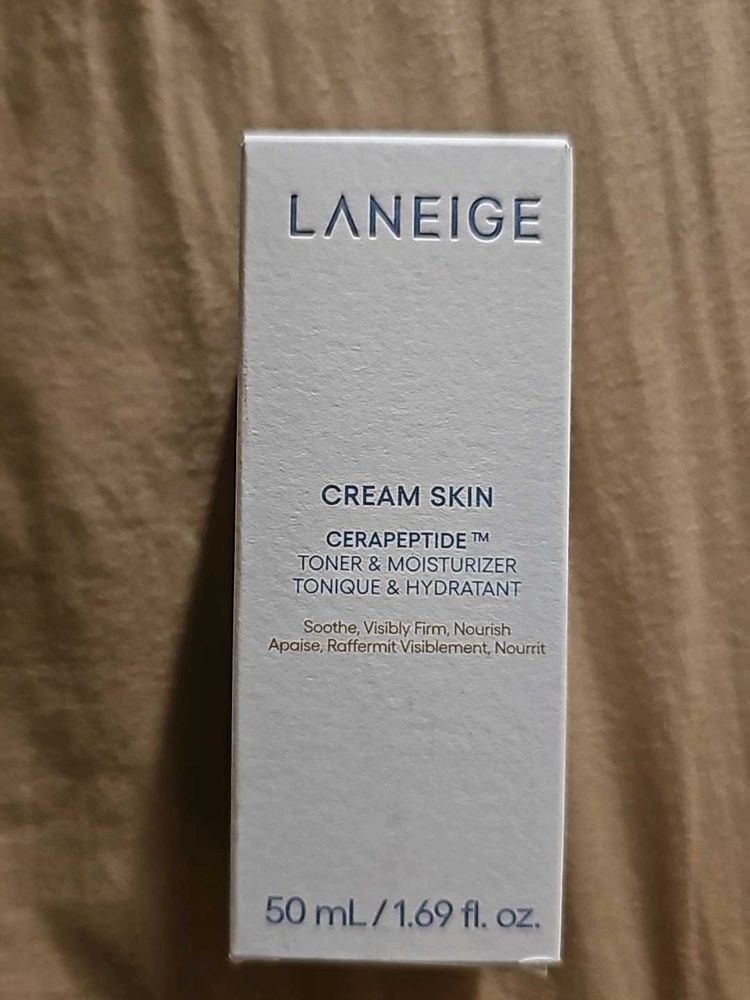 LANEIGE
CREAM SKIN
CERAPEPTIDE™
TONER & MOISTURIZER
TONIQUE & HYDRATANT
Soothe, Visibly Firm, Nourish
Apaise, Raffermit Visiblement, Nourrit
50 mL / 1.69 fl. oz.